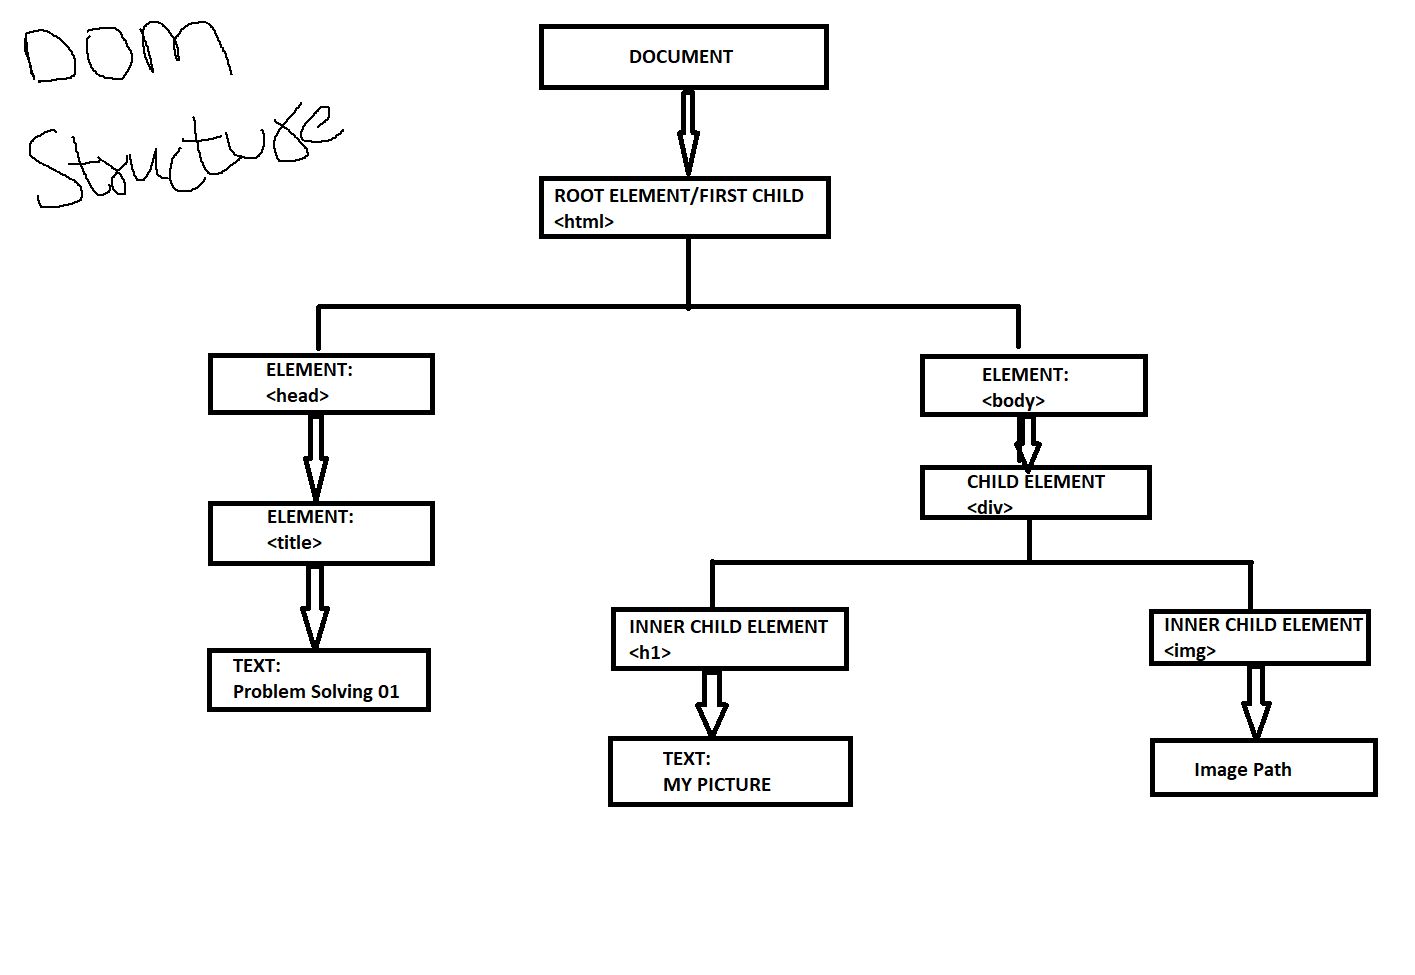 DOM
Structure
DOCUMENT
ROOT ELEMENT/FIRST CHILD
<html>
ELEMENT:
<head>
ELEMENT:
<body>
ELEMENT:
<title>
CHILD ELEMENT
<div>
TEXT:
Problem Solving 01
INNER CHILD ELEMENT
<h1>
INNER CHILD ELEMENT
<img>
TEXT:
MY PICTURE
Image Path